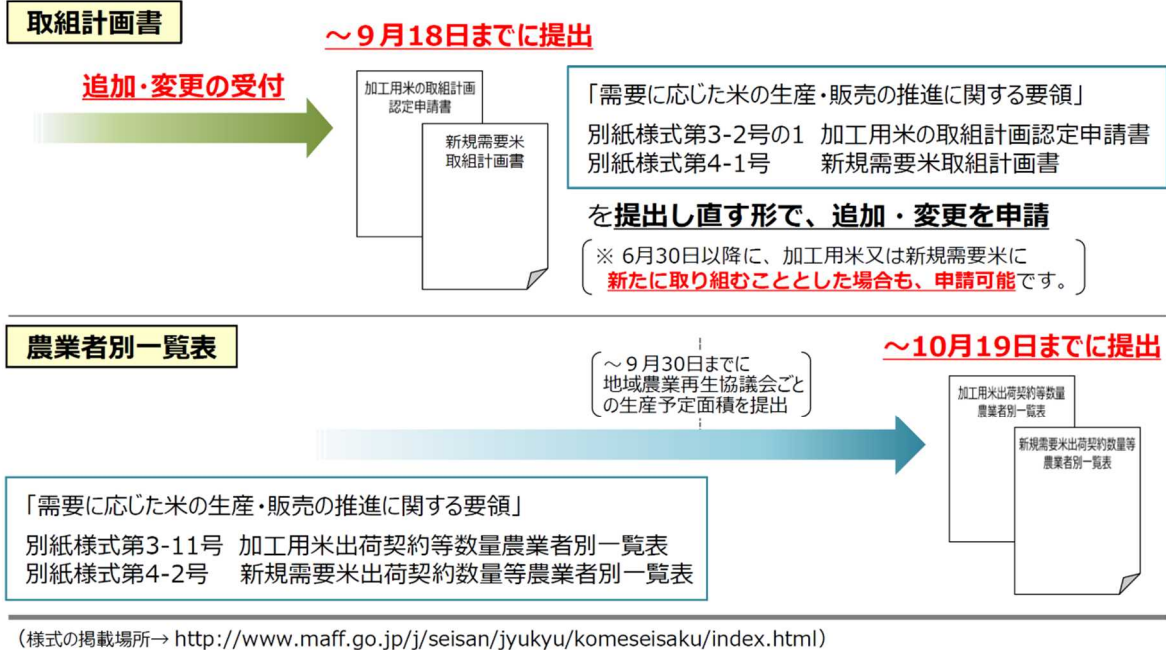 取組計画書
～９月18日までに提出
追加･変更の受付
加工用米の取組計画
認定申請書
新規需要米
取組計画書
「需要に応じた米の生産･販売の推進に関する要領」
別紙様式第3-2号の1 加工用米の取組計画認定申請書
別紙様式第4-1号 新規需要米取組計画書
を提出し直す形で、追加・変更を申請
※ 6月30日以降に、加工用米又は新規需要米に
新たに取り組むこととした場合も、申請可能です。
農業者別一覧表
～10月19日までに提出
～９月30日までに
地域農業再生協議会ごと
の生産予定面積を提出
加工用米出荷契約等数量
農業者別一覧表
新規需要米出荷契約数量等
農業者別一覧表
「需要に応じた米の生産･販売の推進に関する要領」
別紙様式第3-11号 加工用米出荷契約等数量農業者別一覧表
別紙様式第4-2号 新規需要米出荷契約数量等農業者別一覧表
（様式の掲載場所→ http://www.maff.go.jp/j/seisan/jyukyu/komeseisaku/index.html）